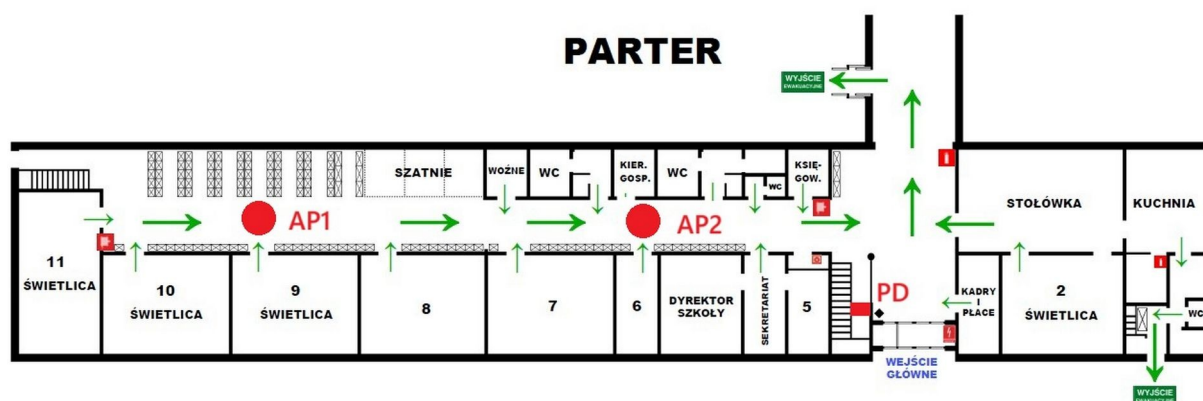 PARTER
WYJŚCIE
EWAKUACYJNE
SZATNIE
WOŹNE
WC
KIER.
GOSP.
WC
WC
KSIĘ-
GOW.
STOŁÓWKA
KUCHNIA
AP1
AP2
11
ŚWIETLICA
10
ŚWIETLICA
9
ŚWIETLICA
8
7
6
DYREKTOR
SZKOŁY
SEKRETARIAT
5
PD
KADRY
I
PŁACE
2
ŚWIETLICA
WC
WEJŚCIE
GŁÓWNE
WYJŚCIE
EWAKUACYJNE